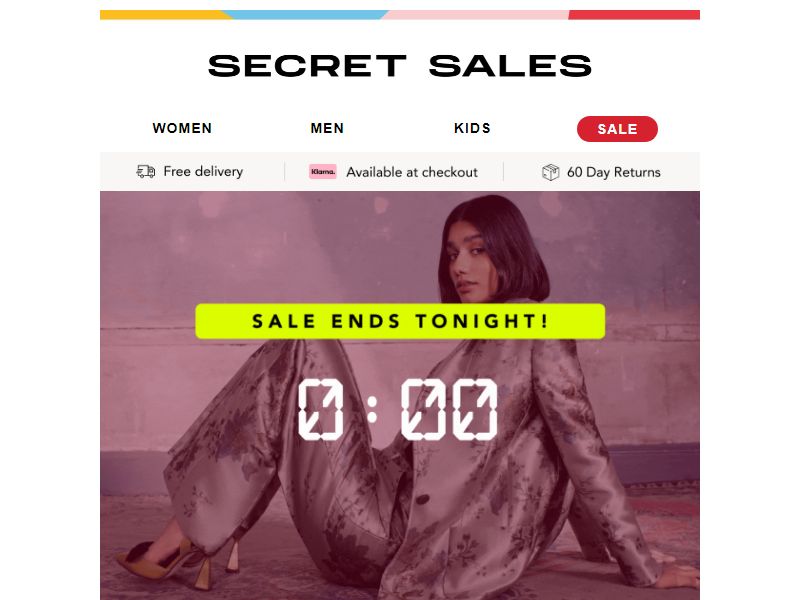 SECRET SALES
WOMEN MEN KIDS SALE
Free delivery Klarna. Available at checkout 60 Day Returns
SALE ENDS TONIGHT!
0:00